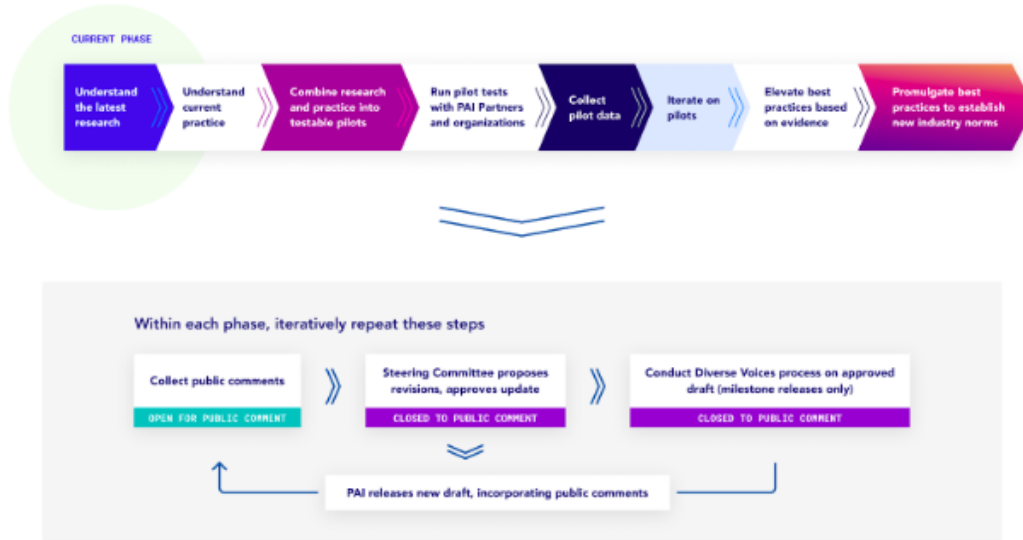 CURRENT PHASE
Understand
the latest
research
Understand
current
practice
Combine research
and practice into
testable pilots
Run pilot tests
with PAI Partners
and organizations
Collect
pilot data
Iterate on
pilots
Elevate best
practices based
on evidence
Promulgate best
practices to establish
new industry norms
Within each phase, iteratively repeat these steps
Collect public comments
OPEN FOR PUBLIC COMMENT
Steering Committee proposes
revisions, approves update
CLOSED TO PUBLIC COMMENT
Conduct Diverse Voices process on approved
draft (milestone releases only)
CLOSED TO PUBLIC COMMENT
PAI releases new draft, incorporating public comments